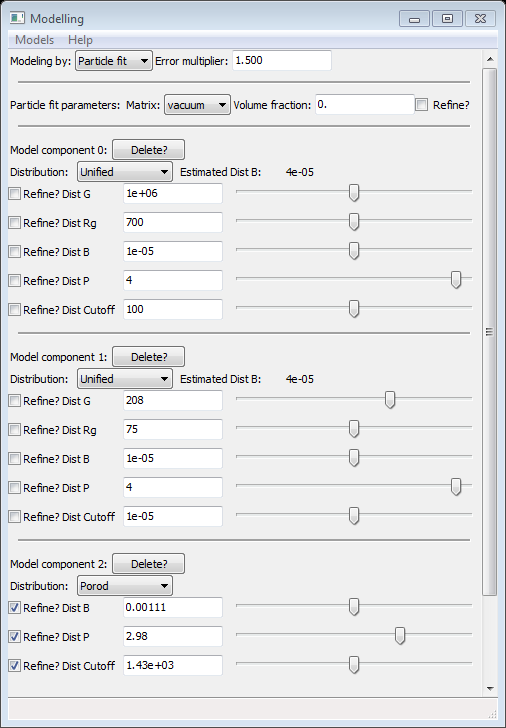 Modelling
Models Help
Modeling by: Particle fit Error multiplier: 1.500
Particle fit parameters: Matrix: vacuum Volume fraction: 0. Refine?
Model component 0: Delete?
Distribution: Unified Estimated Dist B: 4e-05
Refine? Dist G 1e+06
Refine? Dist Rg 700
Refine? Dist B 1e-05
Refine? Dist P 4
Refine? Dist Cutoff 100
Model component 1: Delete?
Distribution: Unified Estimated Dist B: 4e-05
Refine? Dist G 208
Refine? Dist Rg 75
Refine? Dist B 1e-05
Refine? Dist P 4
Refine? Dist Cutoff 1e-05
Model component 2: Delete?
Distribution: Porod
Refine? Dist B 0.00111
Refine? Dist P 2.98
Refine? Dist Cutoff 1.43e+03